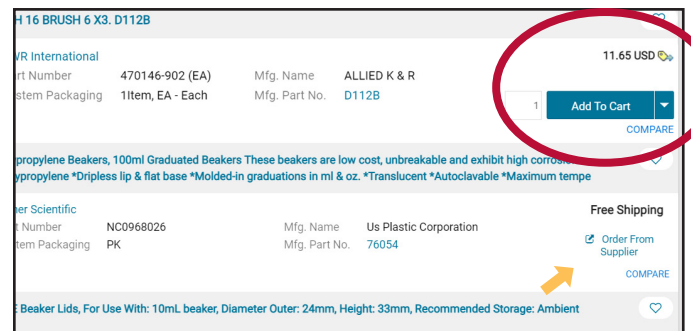 H 16 BRUSH 6 X3. D112B
WR International
11.65 USD
rt Number 470146-902 (EA) Mfg. Name ALLIED K & R
stem Packaging 1Item, EA - Each Mfg. Part No. D112B
1 Add To Cart
COMPARE
ypropylene Beakers, 100ml Graduated Beakers These beakers are low cost, unbreakable and exhibit high corrosi
ypropylene *Dripless lip & flat base *Molded-in graduations in ml & oz. *Translucent *Autoclavable *Maximum tempe
her Scientific
Free Shipping
t Number NC0968026 Mfg. Name Us Plastic Corporation
tem Packaging PK Mfg. Part No. 76054
Order From
Supplier
COMPARE
E Beaker Lids, For Use With: 10mL beaker, Diameter Outer: 24mm, Height: 33mm, Recommended Storage: Ambient